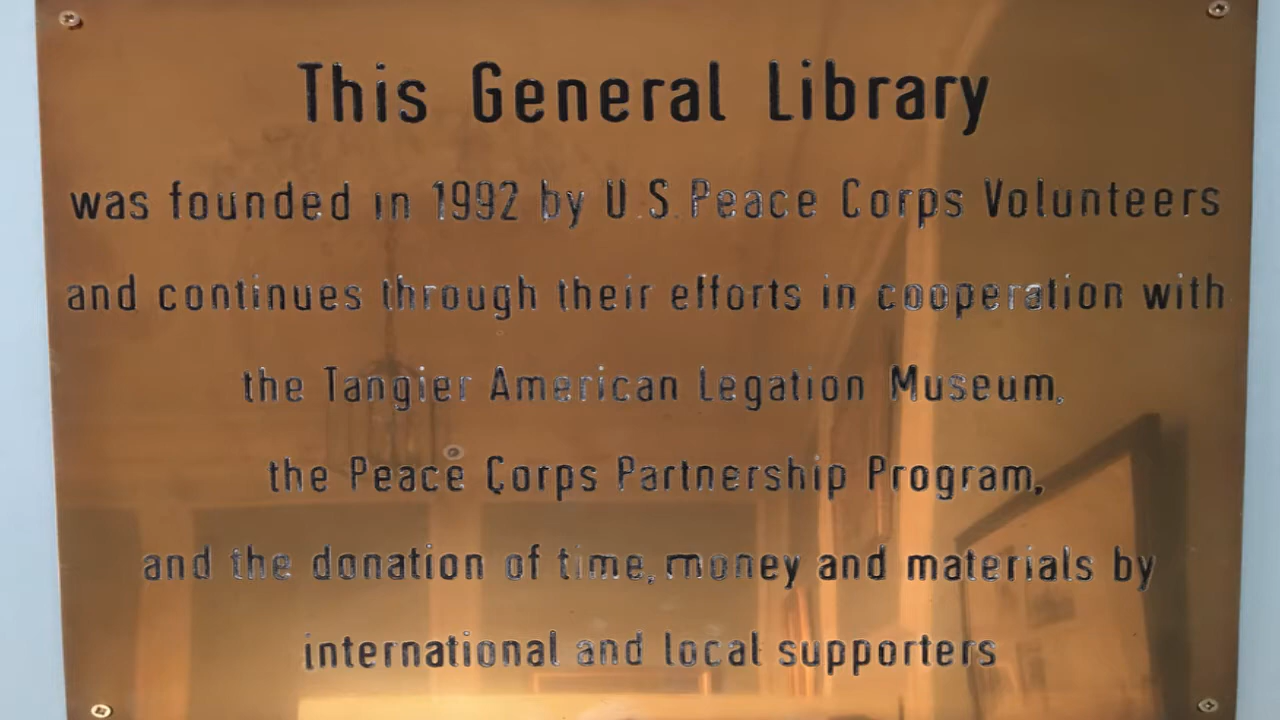 This General Library
was founded in 1992 by U.S. Peace Corps Volunteers
and continues through their efforts in cooperation with
the Tangier American Legation Museum,
the Peace Corps Partnership Program,
and the donation of time, money and materials by
international and local supporters